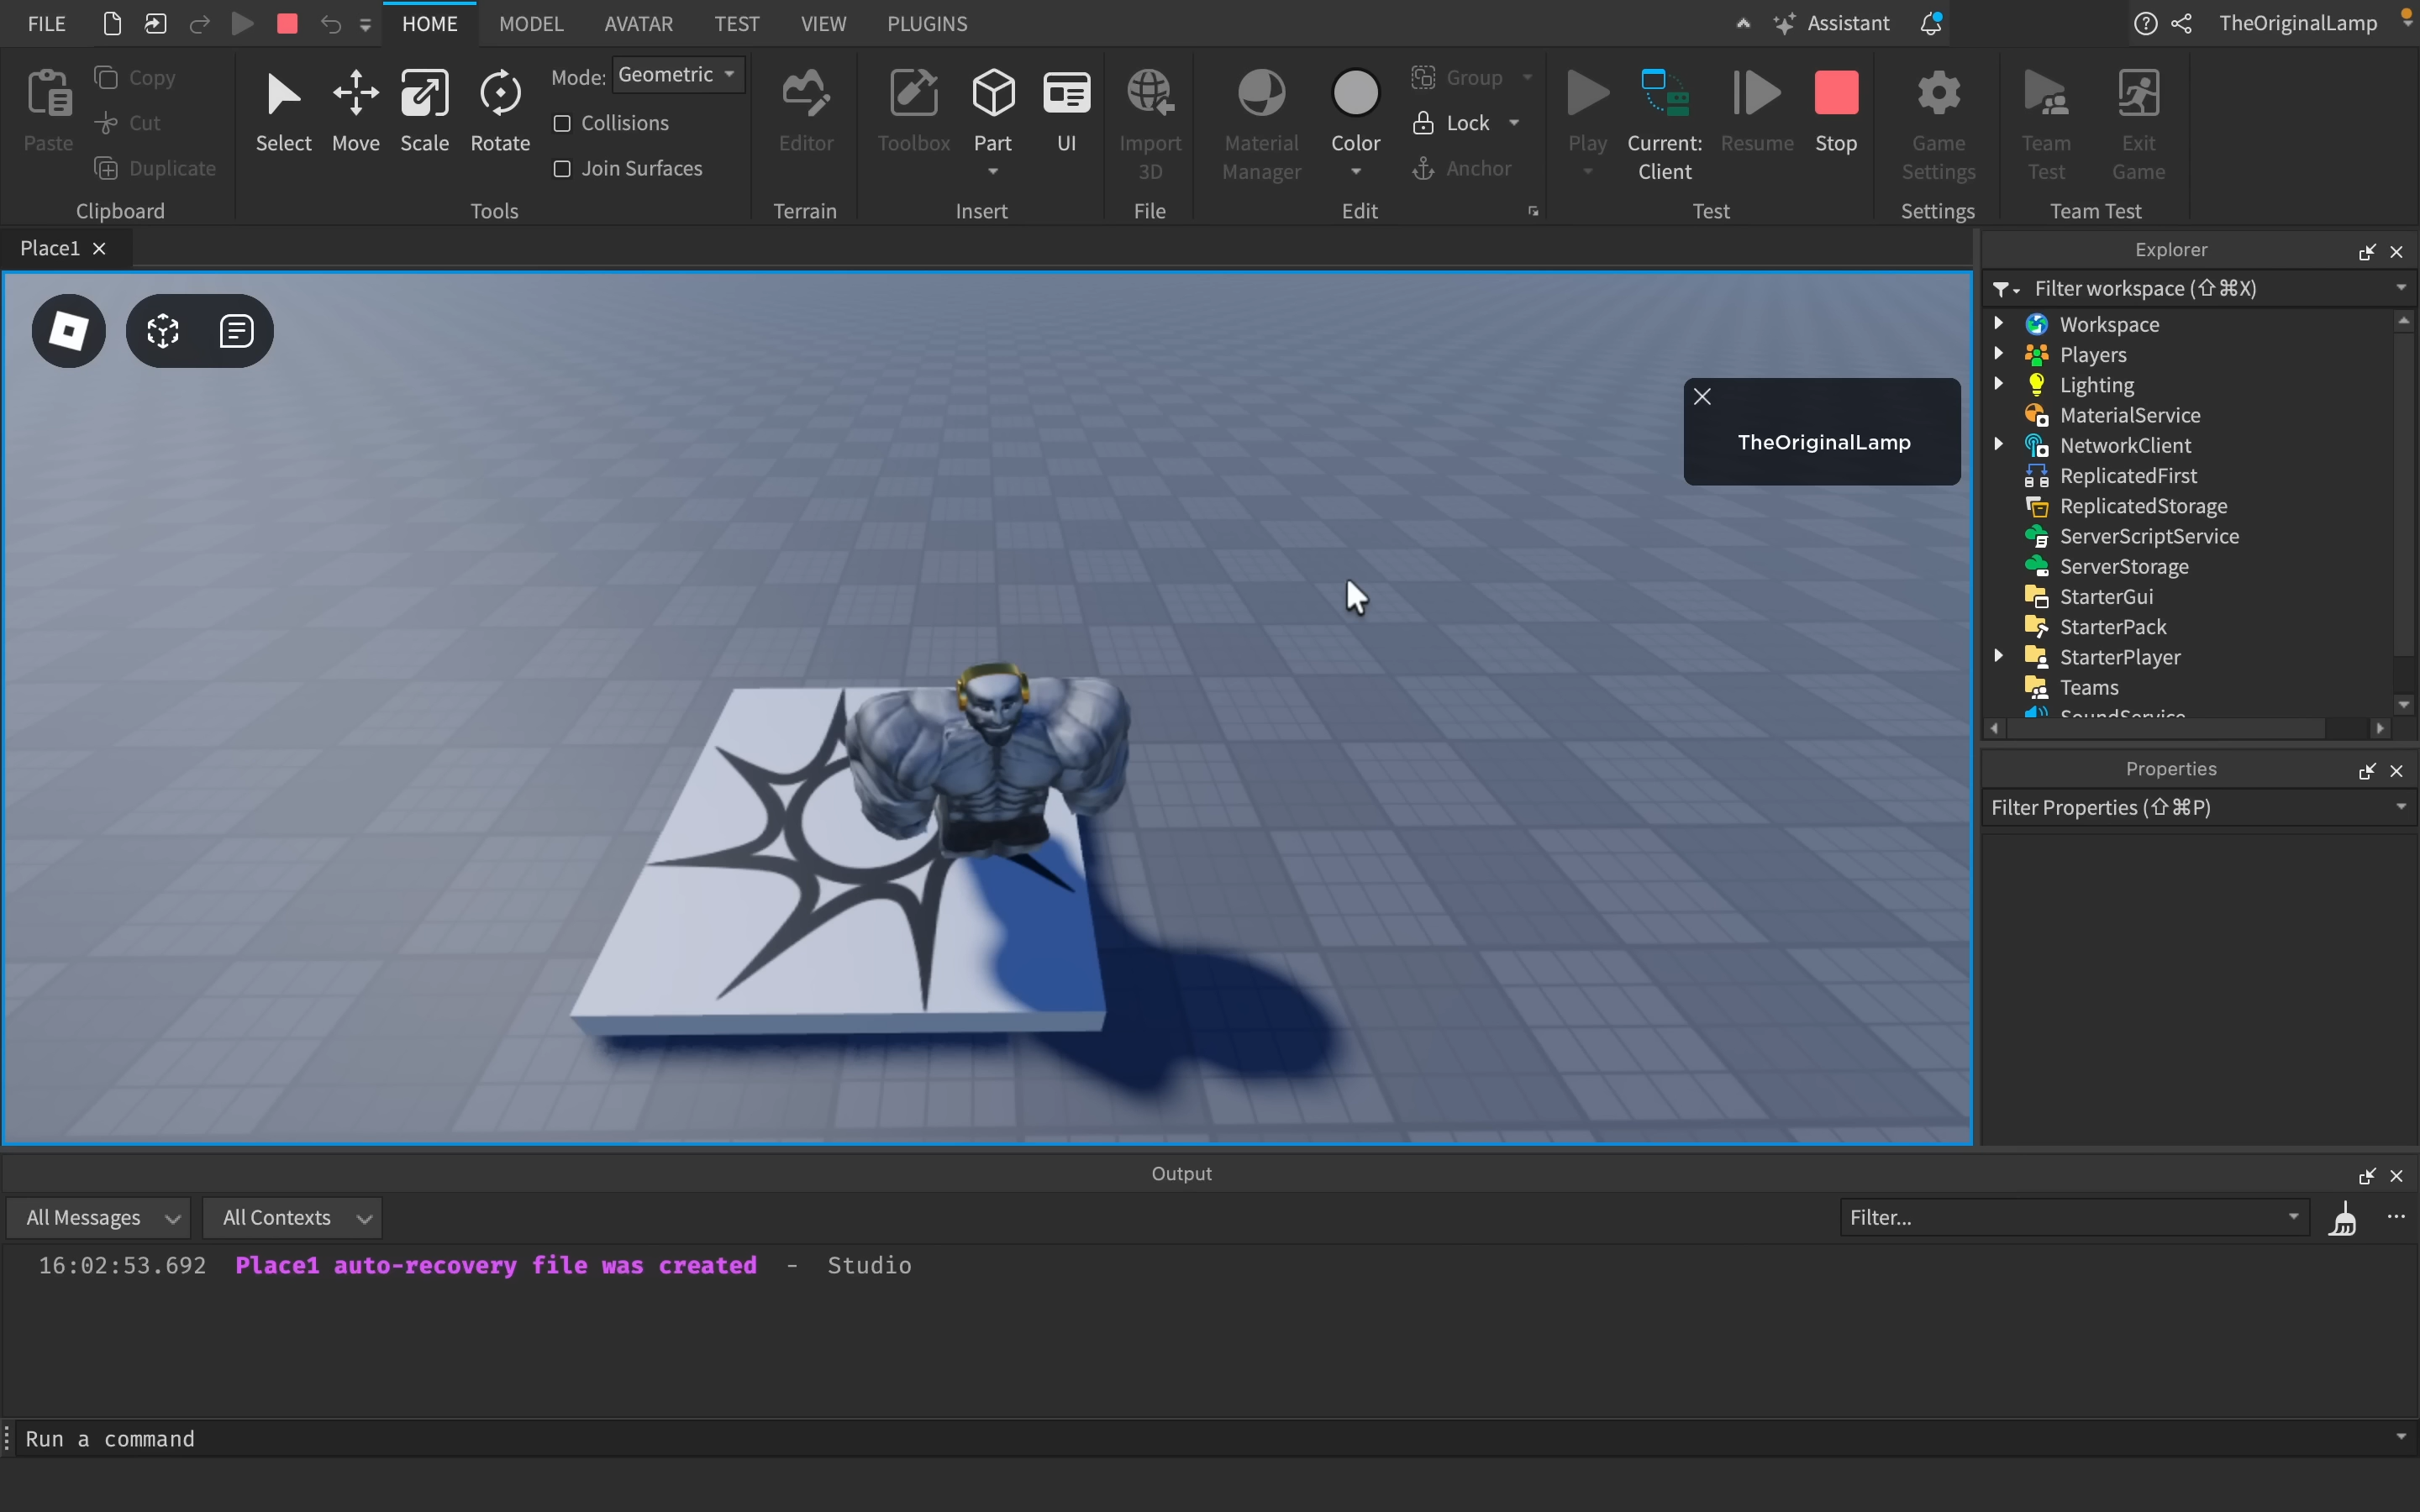 FILE
HOME
MODEL
AVATAR
TEST
VIEW
PLUGINS
Assistant
TheOriginalLamp
Paste
Copy
Cut
Duplicate
Clipboard
Select
Move
Scale
Rotate
Mode: Geometric
Collisions
Join Surfaces
Tools
Editor
Terrain
Toolbox
Part
UI
Insert
Import
3D
File
Material
Manager
Color
Group
Lock
Anchor
Edit
Play
Current:
Client
Resume
Stop
Test
Game
Settings
Settings
Team
Test
Exit
Game
Team Test
Place1
TheOriginalLamp
Explorer
Filter workspace (⇧⌘X)
Workspace
Players
Lighting
MaterialService
NetworkClient
ReplicatedFirst
ReplicatedStorage
ServerScriptService
ServerStorage
StarterGui
StarterPack
StarterPlayer
Teams
SoundService
Properties
Filter Properties (⇧⌘P)
Output
All Messages
All Contexts
Filter...
16:02:53.692 Place1 auto-recovery file was created - Studio
Run a command